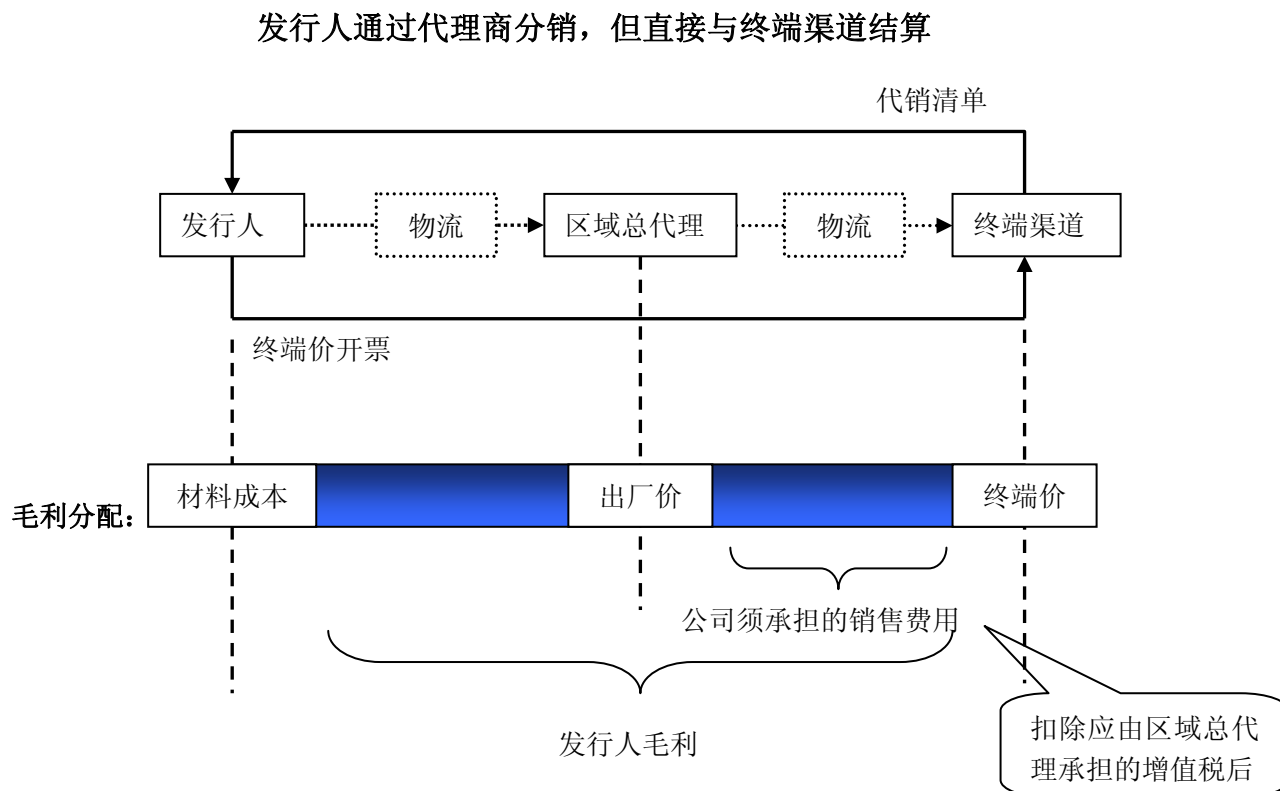 发行人通过代理商分销，但直接与终端渠道结算
代销清单
发行人
物流
区域总代理
物流
终端渠道
终端价开票
毛利分配：
材料成本
出厂价
终端价
公司须承担的销售费用
发行人毛利
扣除应由区域总代
理承担的增值税后